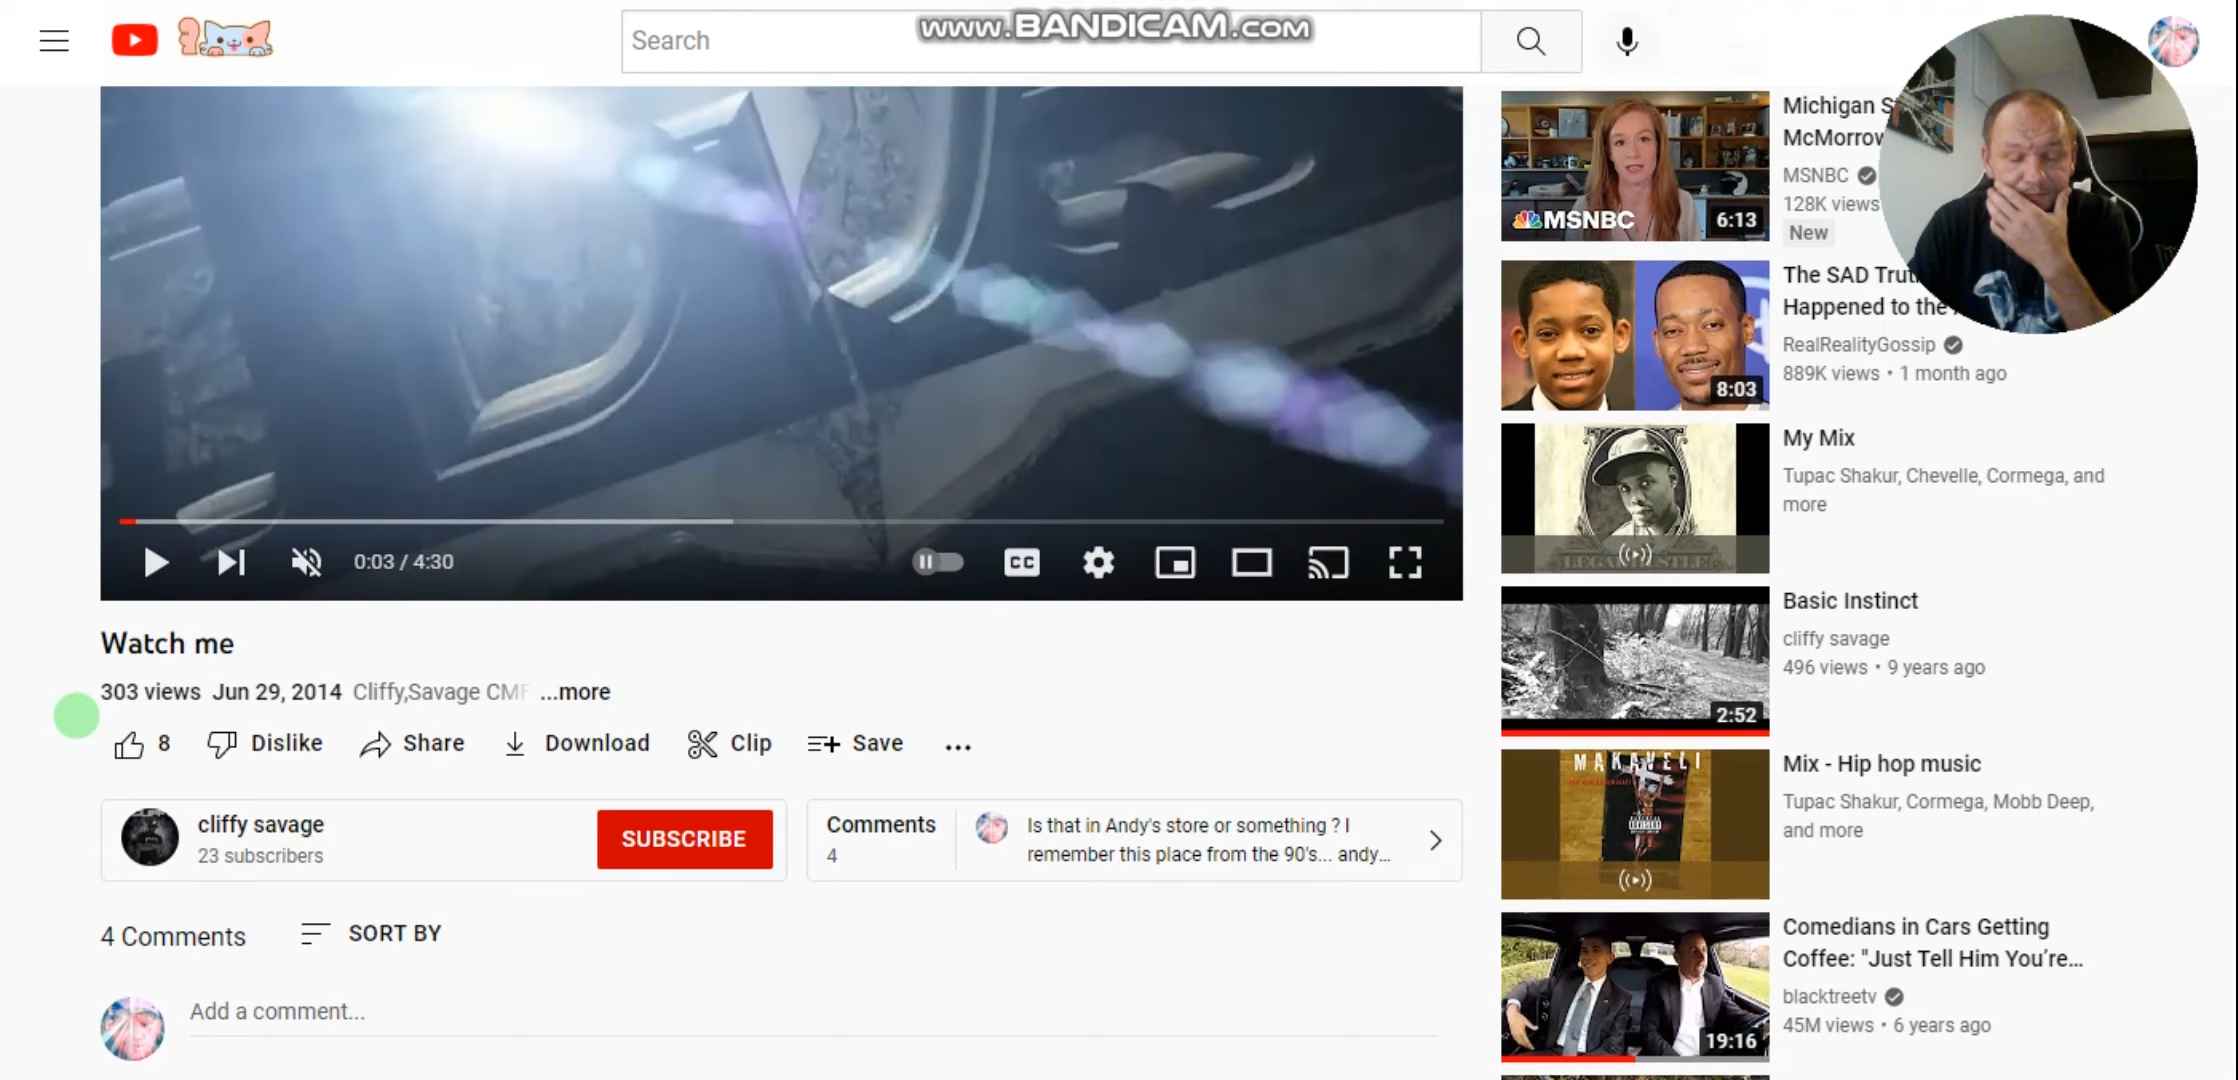 Search
www.BANDICAM.com
Michigan S
McMorrow
MSNBC
128K views
New
MSNBC
6:13
The SAD Trut
Happened to the
RealRealityGossip
889K views • 1 month ago
8:03
My Mix
Tupac Shakur, Chevelle, Cormega, and
more
0:03 / 4:30
CC
Watch me
303 views Jun 29, 2014 Cliffy,Savage CMF ...more
8 Dislike Share Download Clip Save ...
cliffy savage
23 subscribers
SUBSCRIBE
Comments
4
Is that in Andy's store or something ? I
remember this place from the 90's... andy...
4 Comments
SORT BY
Add a comment...
Basic Instinct
cliffy savage
496 views • 9 years ago
2:52
MAKAVELI
Mix - Hip hop music
Tupac Shakur, Cormega, Mobb Deep,
and more
Comedians in Cars Getting
Coffee: "Just Tell Him You're...
blacktreetv
45M views • 6 years ago
19:16